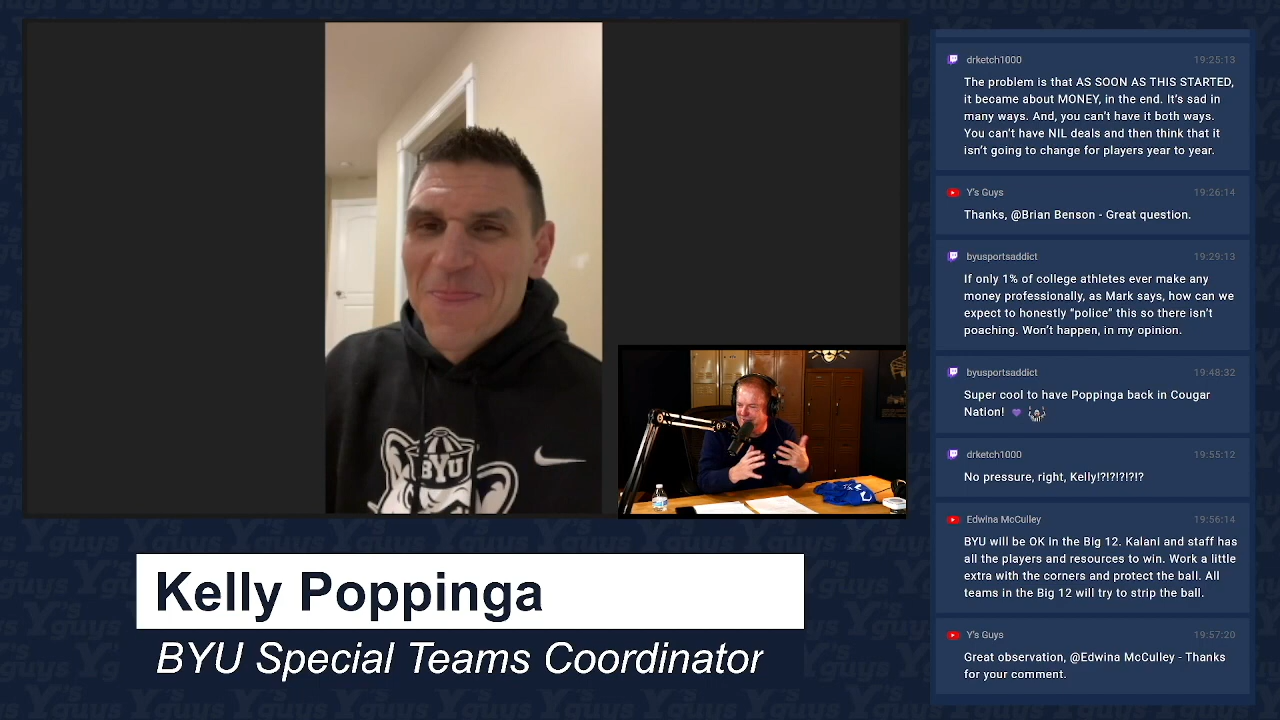 BYU
Kelly Poppinga
BYU Special Teams Coordinator
drketch1000 19:25:13
The problem is that AS SOON AS THIS STARTED,
it became about MONEY, in the end. It's sad in
many ways. And, you can't have it both ways.
You can't have NIL deals and then think that it
isn't going to change for players year to year.
Y's Guys 19:26:14
Thanks, @Brian Benson - Great question.
byusportsaddict 19:29:13
If only 1% of college athletes ever make any
money professionally, as Mark says, how can we
expect to honestly "police" this so there isn't
poaching. Won't happen, in my opinion.
byusportsaddict 19:48:32
Super cool to have Poppinga back in Cougar
Nation!
drketch1000 19:55:12
No pressure, right, Kelly!?!?!?!?!?
Edwina McCulley 19:56:14
BYU will be OK in the Big 12. Kalani and staff has
all the players and resources to win. Work a little
extra with the corners and protect the ball. All
teams in the Big 12 will try to strip the ball.
Y's Guys 19:57:20
Great observation, @Edwina McCulley - Thanks
for your comment.